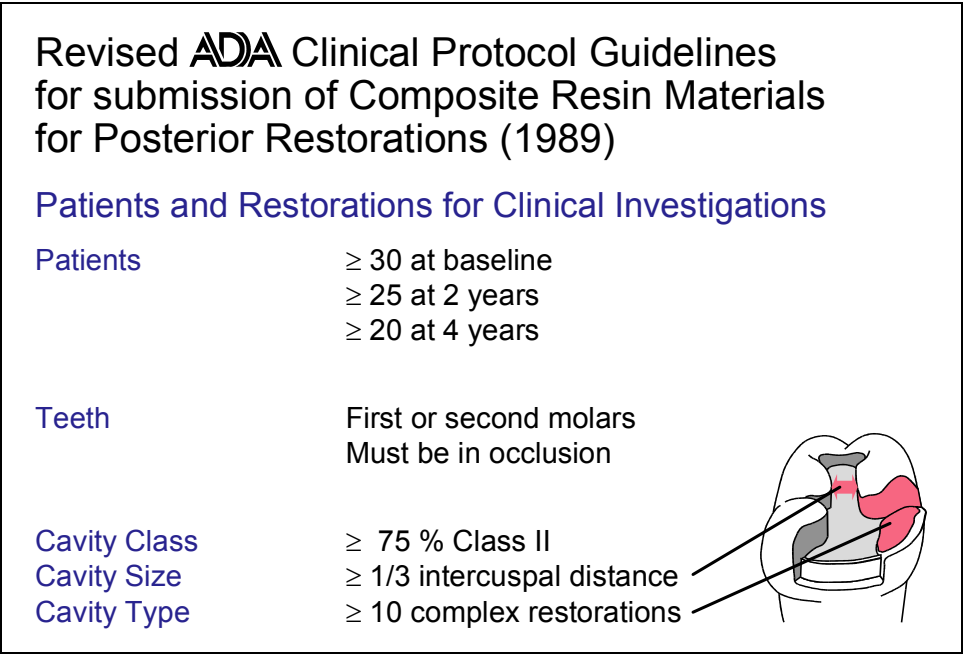 Revised ADA Clinical Protocol Guidelines
for submission of Composite Resin Materials
for Posterior Restorations (1989)
Patients and Restorations for Clinical Investigations
Patients ≥ 30 at baseline
≥ 25 at 2 years
≥ 20 at 4 years
Teeth First or second molars
Must be in occlusion
Cavity Class ≥ 75 % Class II
Cavity Size ≥ 1/3 intercuspal distance
Cavity Type ≥ 10 complex restorations